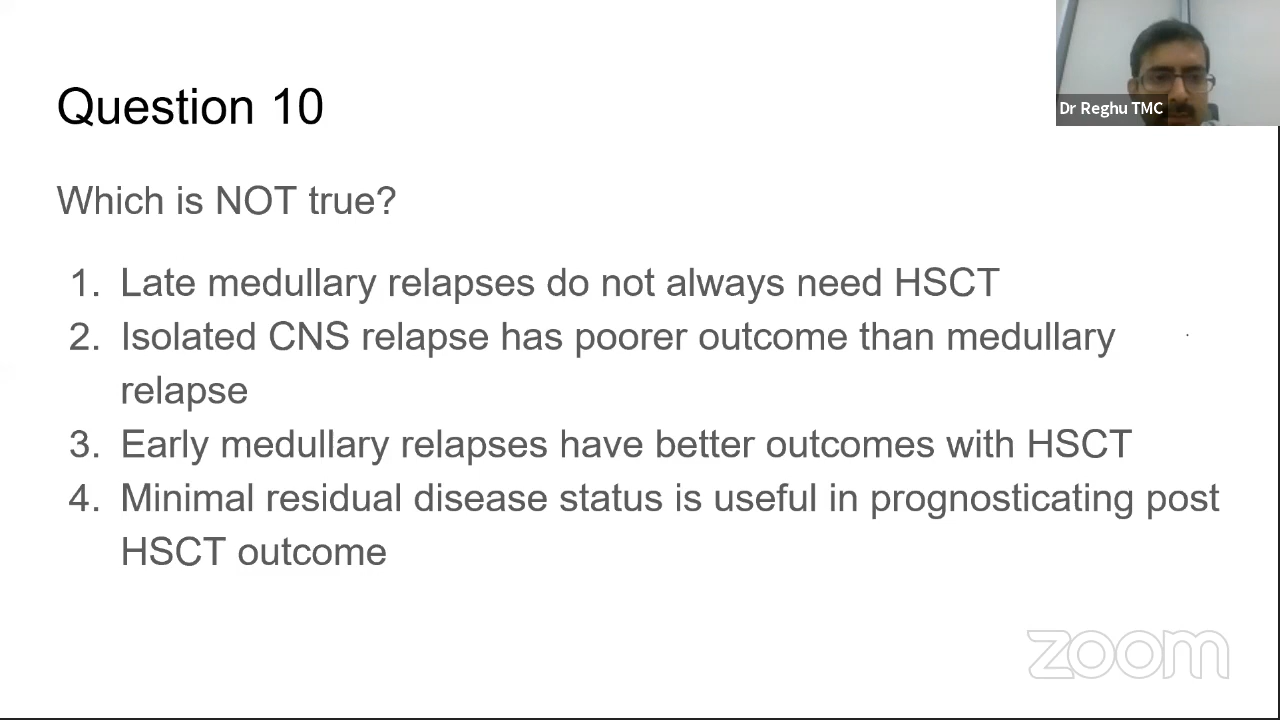 Dr Reghu TMC
Question 10
Which is NOT true?
1. Late medullary relapses do not always need HSCT
2. Isolated CNS relapse has poorer outcome than medullary
relapse
3. Early medullary relapses have better outcomes with HSCT
4. Minimal residual disease status is useful in prognosticating post
HSCT outcome
zoom